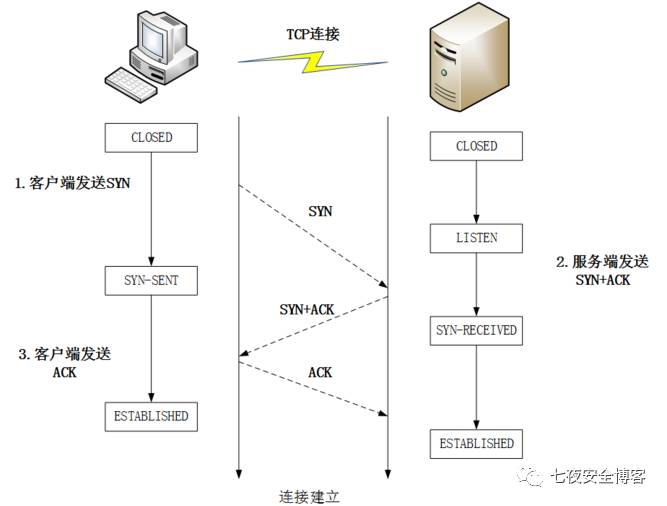 TCP连接
CLOSED
CLOSED
1.客户端发送SYN
SYN
LISTEN
2.服务端发送
SYN+ACK
SYN-SENT
SYN+ACK
SYN-RECEIVED
3.客户端发送
ACK
ACK
ESTABLISHED
ESTABLISHED
七夜安全博客
连接建立